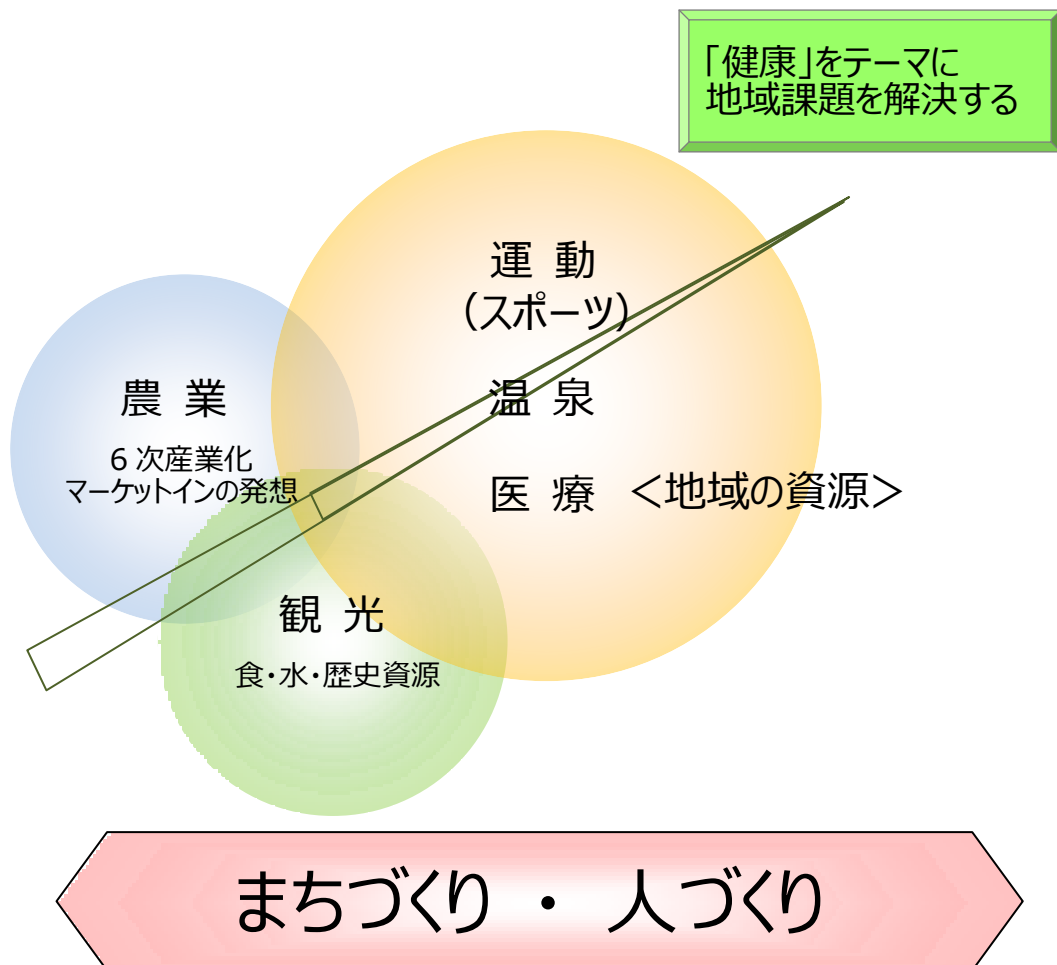 「健康」をテーマに
地域課題を解決する
運 動
（スポーツ）
農 業
6 次産業化
マーケットインの発想
温 泉
医 療
＜地域の資源＞
観 光
食・水・歴史資源
まちづくり ・ 人づくり